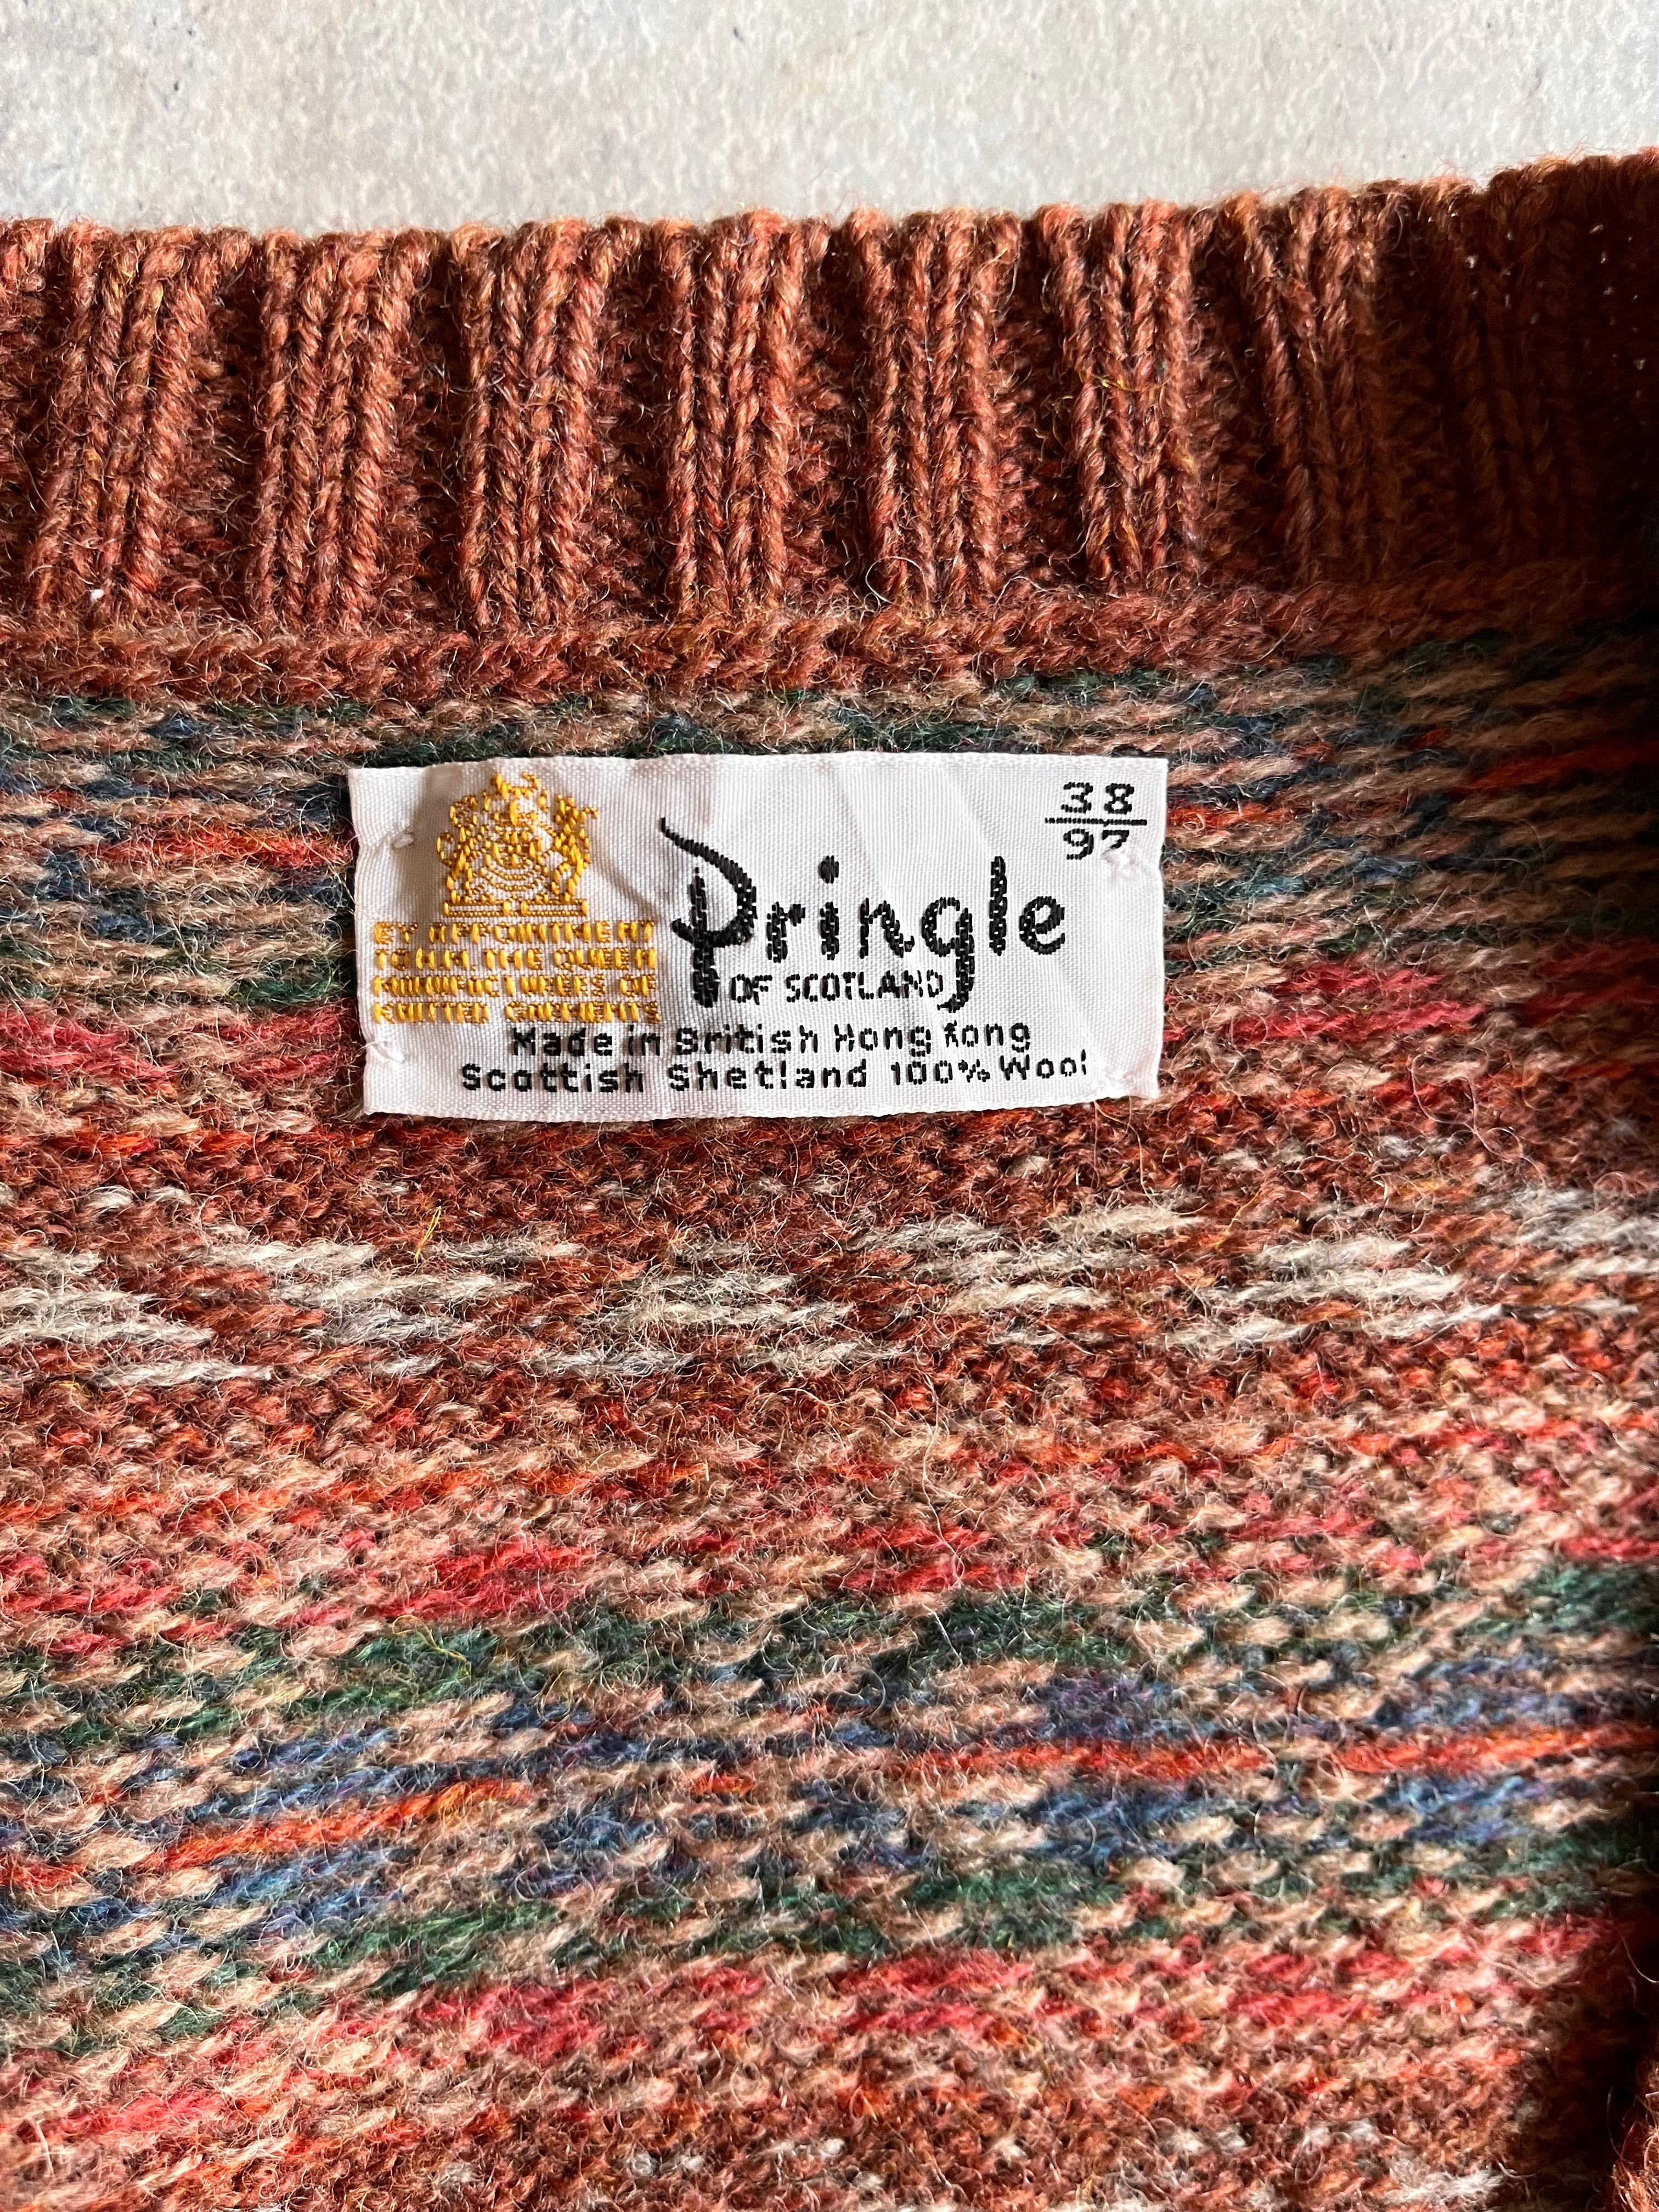 38
97
BY APPOINTMENT
TO H.M. THE QUEEN
MANUFACTURERS OF
KNITTED GARMENTS
Pringle
OF SCOTLAND
Made in British Hong Kong
Scottish Shetland 100% Wool